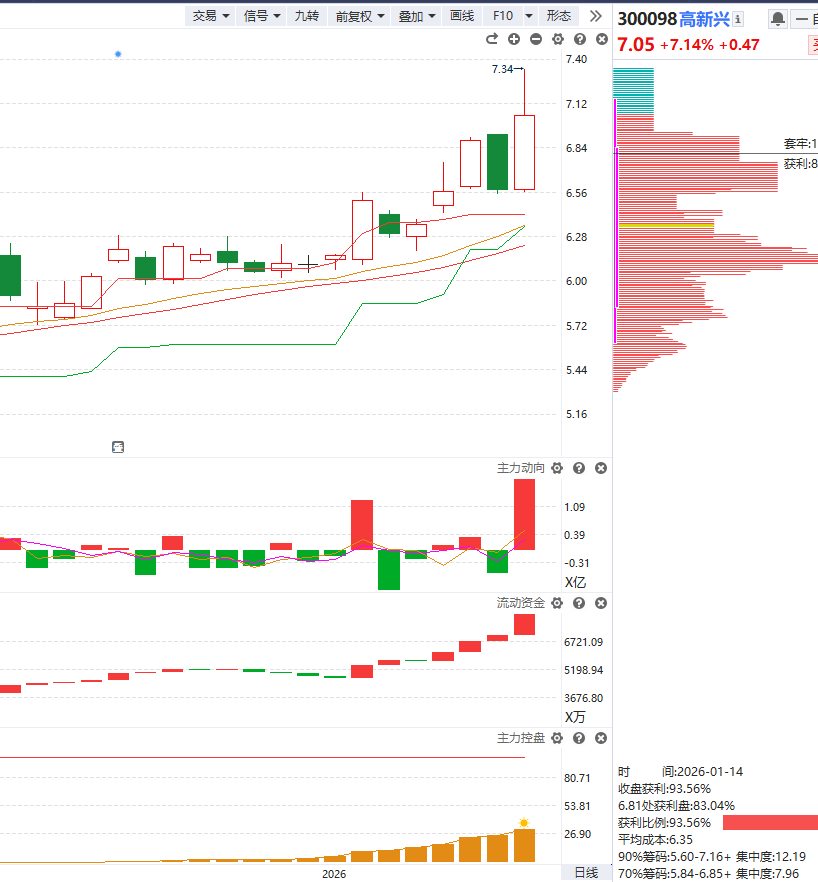 交易 信号 九转 前复权 叠加 画线 F10 形态
300098高新兴
7.05 +7.14% +0.47
7.34
7.40
7.12
6.84
6.56
6.28
6.00
5.72
5.44
5.16
套牢:1
获利:8
主力动向
1.09
0.39
-0.31
X亿
流动资金
6721.09
5198.94
3676.80
X万
主力控盘
80.71
53.81
26.90
2026
日线
时 间:2026-01-14
收盘获利:93.56%
6.81处获利盘:83.04%
获利比例:93.56%
平均成本:6.35
90%筹码:5.60-7.16+ 集中度:12.19
70%筹码:5.84-6.85+ 集中度:7.96